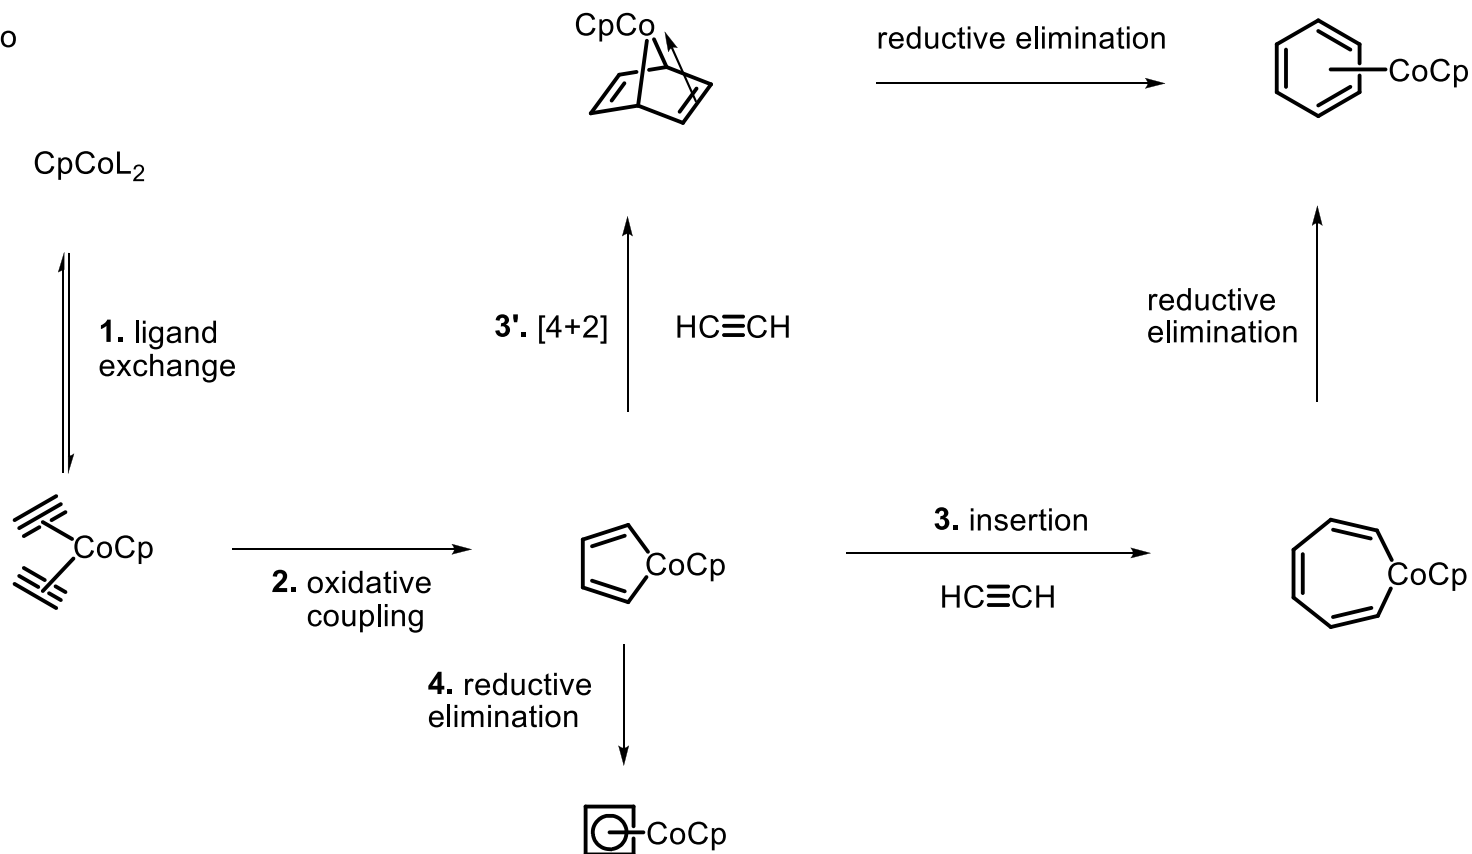 o
CpCo
reductive elimination
CoCp
CpCoL₂
1. ligand
exchange
3'. [4+2]
HC≡CH
reductive
elimination
CoCp
2. oxidative
coupling
CoCp
3. insertion
HC≡CH
CoCp
4. reductive
elimination
CoCp